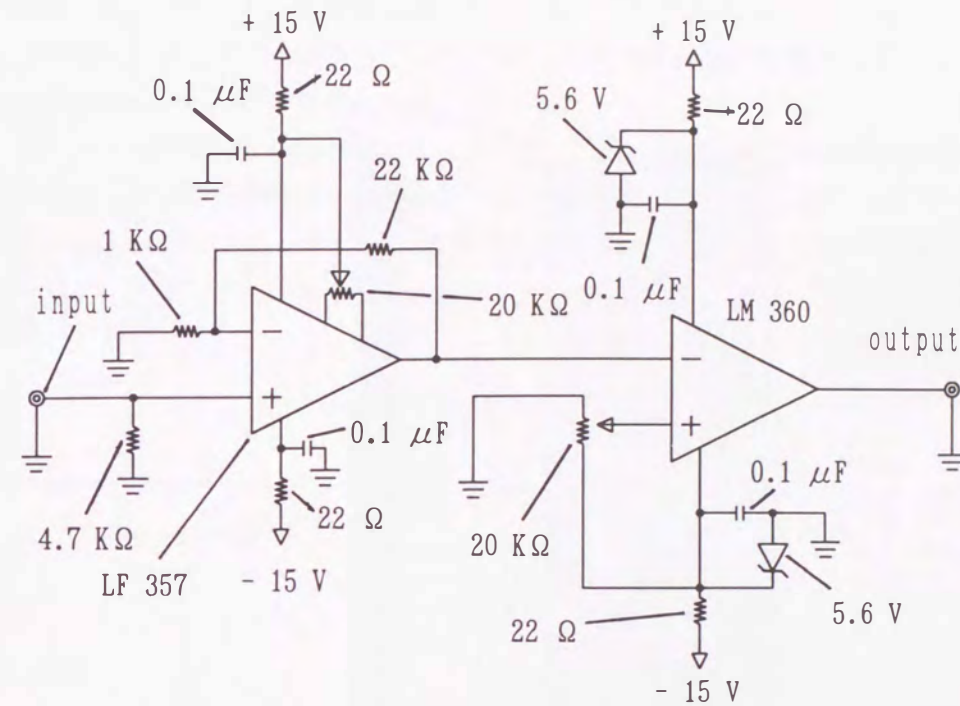 + 15 V
22 Ω
0.1 μF
22 KΩ
1 KΩ
input
20 KΩ
−
+
0.1 μF
22 Ω
4.7 KΩ
LF 357
- 15 V
+ 15 V
5.6 V
22 Ω
0.1 μF
LM 360
output
−
+
0.1 μF
20 KΩ
5.6 V
22 Ω
- 15 V